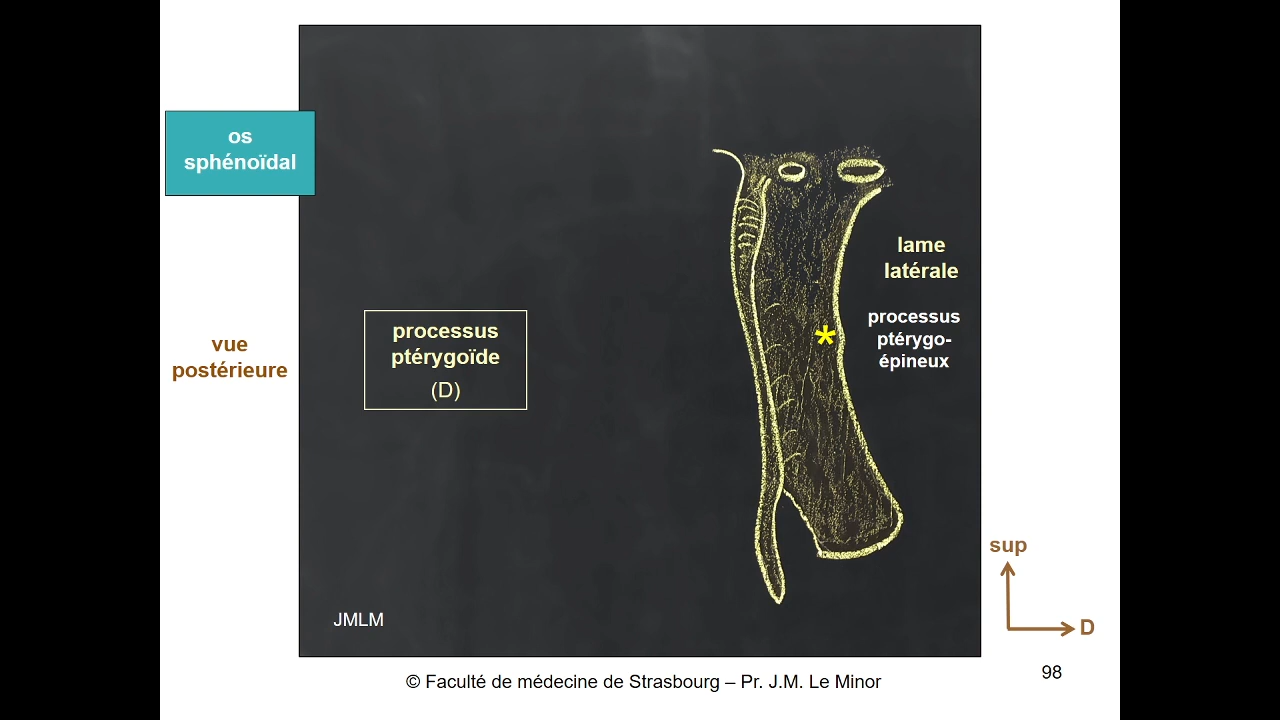 os
sphénoïdal
vue
postérieure
processus
ptérygoïde
(D)
lame
latérale
processus
ptérygo-
épineux
*
sup
D
JMLM
98
© Faculté de médecine de Strasbourg – Pr. J.M. Le Minor